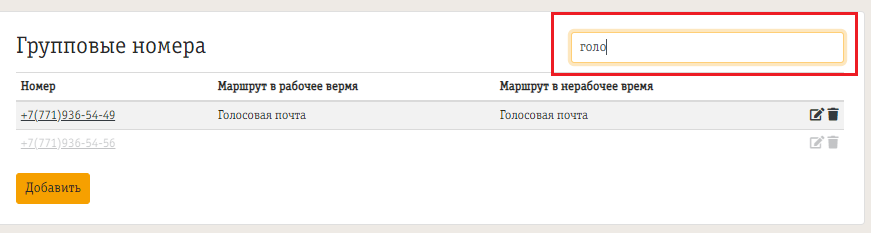 Групповые номера
голо
Номер Маршрут в рабочее вермя Маршрут в нерабочее время
+7(771)936-54-49 Голосовая почта Голосовая почта
+7(771)936-54-56
Добавить